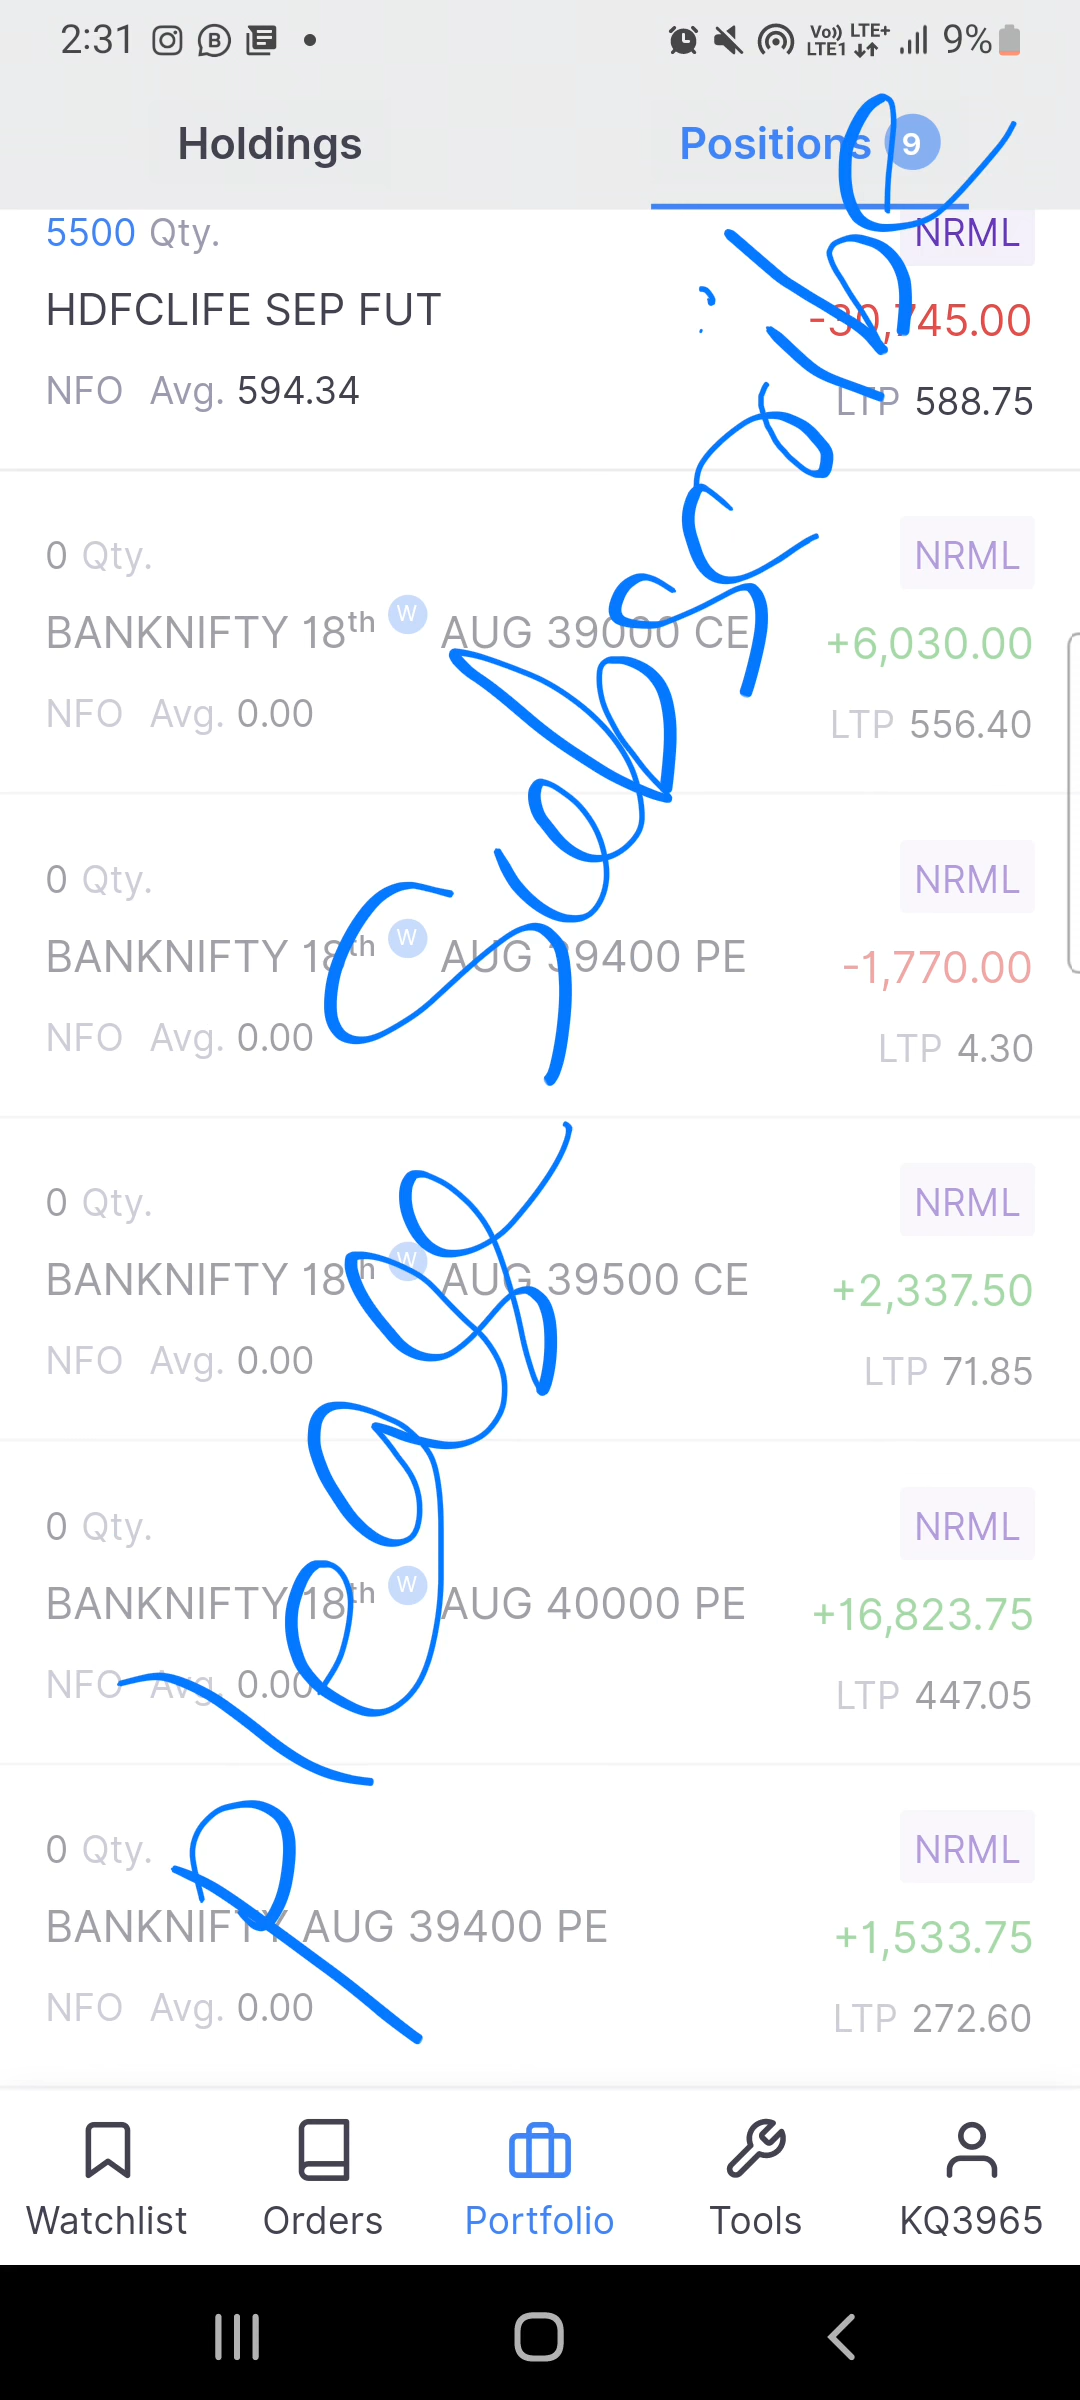 2:31 B Vo)) LTE1 LTE+ 9%
Holdings Positions 9
5500 Qty. NRML
HDFCLIFE SEP FUT -30,745.00
NFO Avg. 594.34 LTP 588.75
0 Qty. NRML
BANKNIFTY 18th W AUG 39000 CE +6,030.00
NFO Avg. 0.00 LTP 556.40
0 Qty. NRML
BANKNIFTY 18th W AUG 39400 PE -1,770.00
NFO Avg. 0.00 LTP 4.30
0 Qty. NRML
BANKNIFTY 18th W AUG 39500 CE +2,337.50
NFO Avg. 0.00 LTP 71.85
0 Qty. NRML
BANKNIFTY 18th W AUG 40000 PE +16,823.75
NFO Avg. 0.00 LTP 447.05
0 Qty. NRML
BANKNIFTY AUG 39400 PE +1,533.75
NFO Avg. 0.00 LTP 272.60
Please Subscribe
Watchlist Orders Portfolio Tools KQ3965